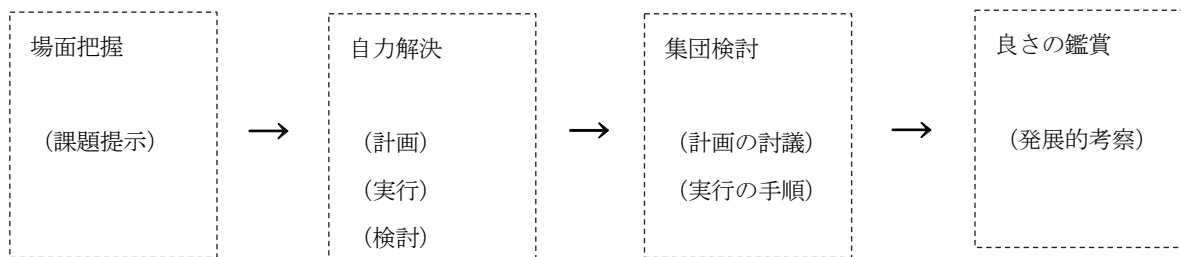 場面把握
(課題提示)
→
自力解決
(計画)
(実行)
(検討)
→
集団検討
(計画の討議)
(実行の手順)
→
良さの鑑賞
(発展的考察)